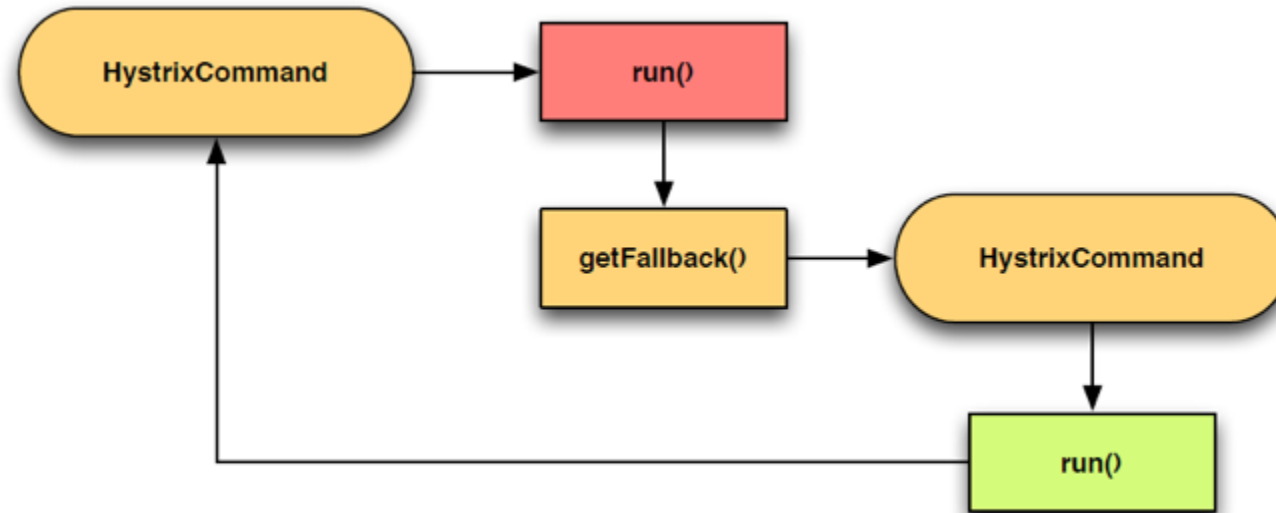 HystrixCommand
run()
getFallback()
HystrixCommand
run()